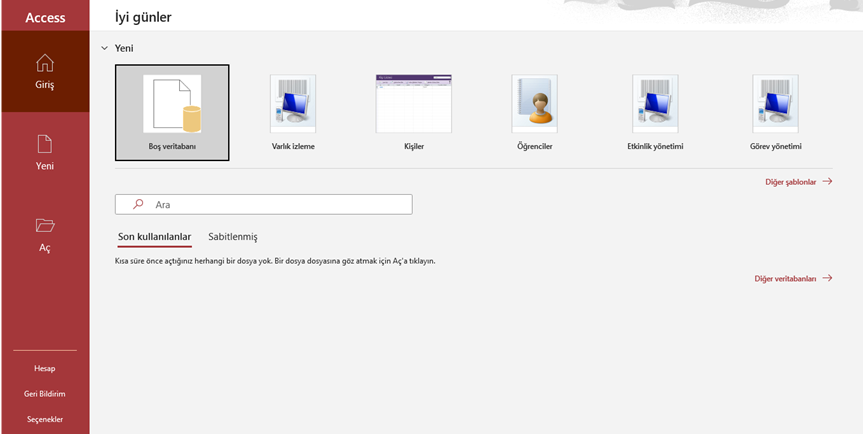 Access
İyi günler
Giriş
Yeni
Aç
Hesap
Geri Bildirim
Seçenekler
Yeni
Boş veritabanı
Varlık izleme
Kişiler
Öğrenciler
Etkinlik yönetimi
Görev yönetimi
Diğer şablonlar
Ara
Son kullanılanlar
Sabitlenmiş
Kısa süre önce açtığınız herhangi bir dosya yok. Bir dosya dosyasına göz atmak için Aç'a tıklayın.
Diğer veritabanları